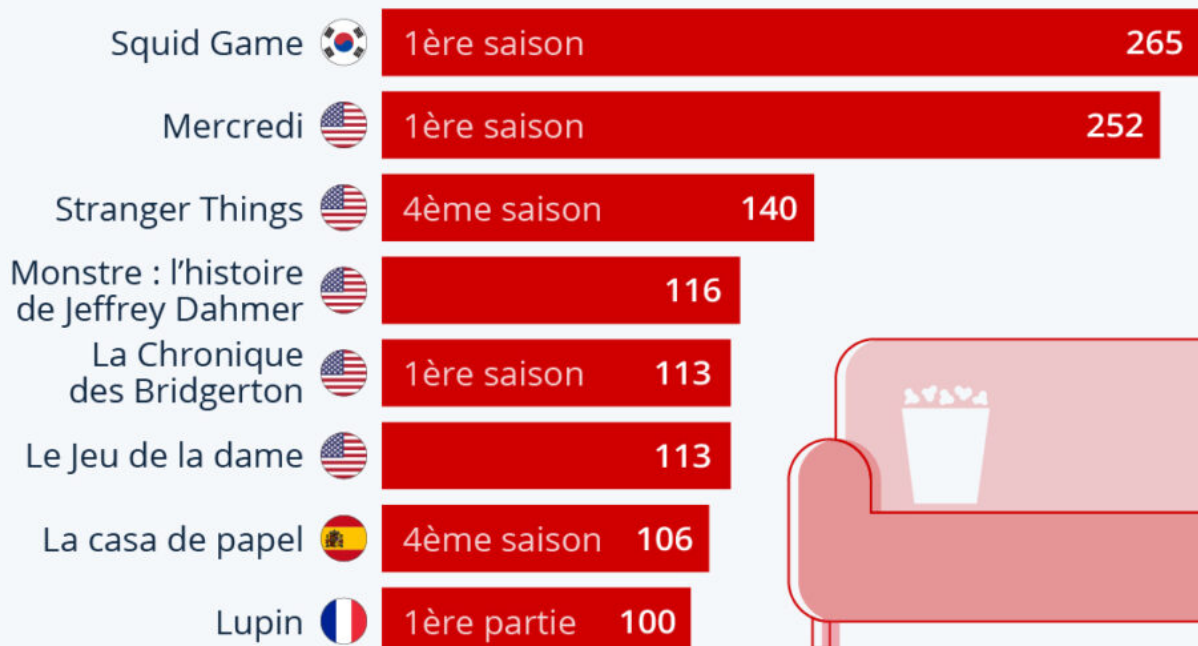 Squid Game 1ère saison 265
Mercredi 1ère saison 252
Stranger Things 4ème saison 140
Monstre : l’histoire
de Jeffrey Dahmer 116
La Chronique
des Bridgerton 1ère saison 113
Le Jeu de la dame 113
La casa de papel 4ème saison 106
Lupin 1ère partie 100